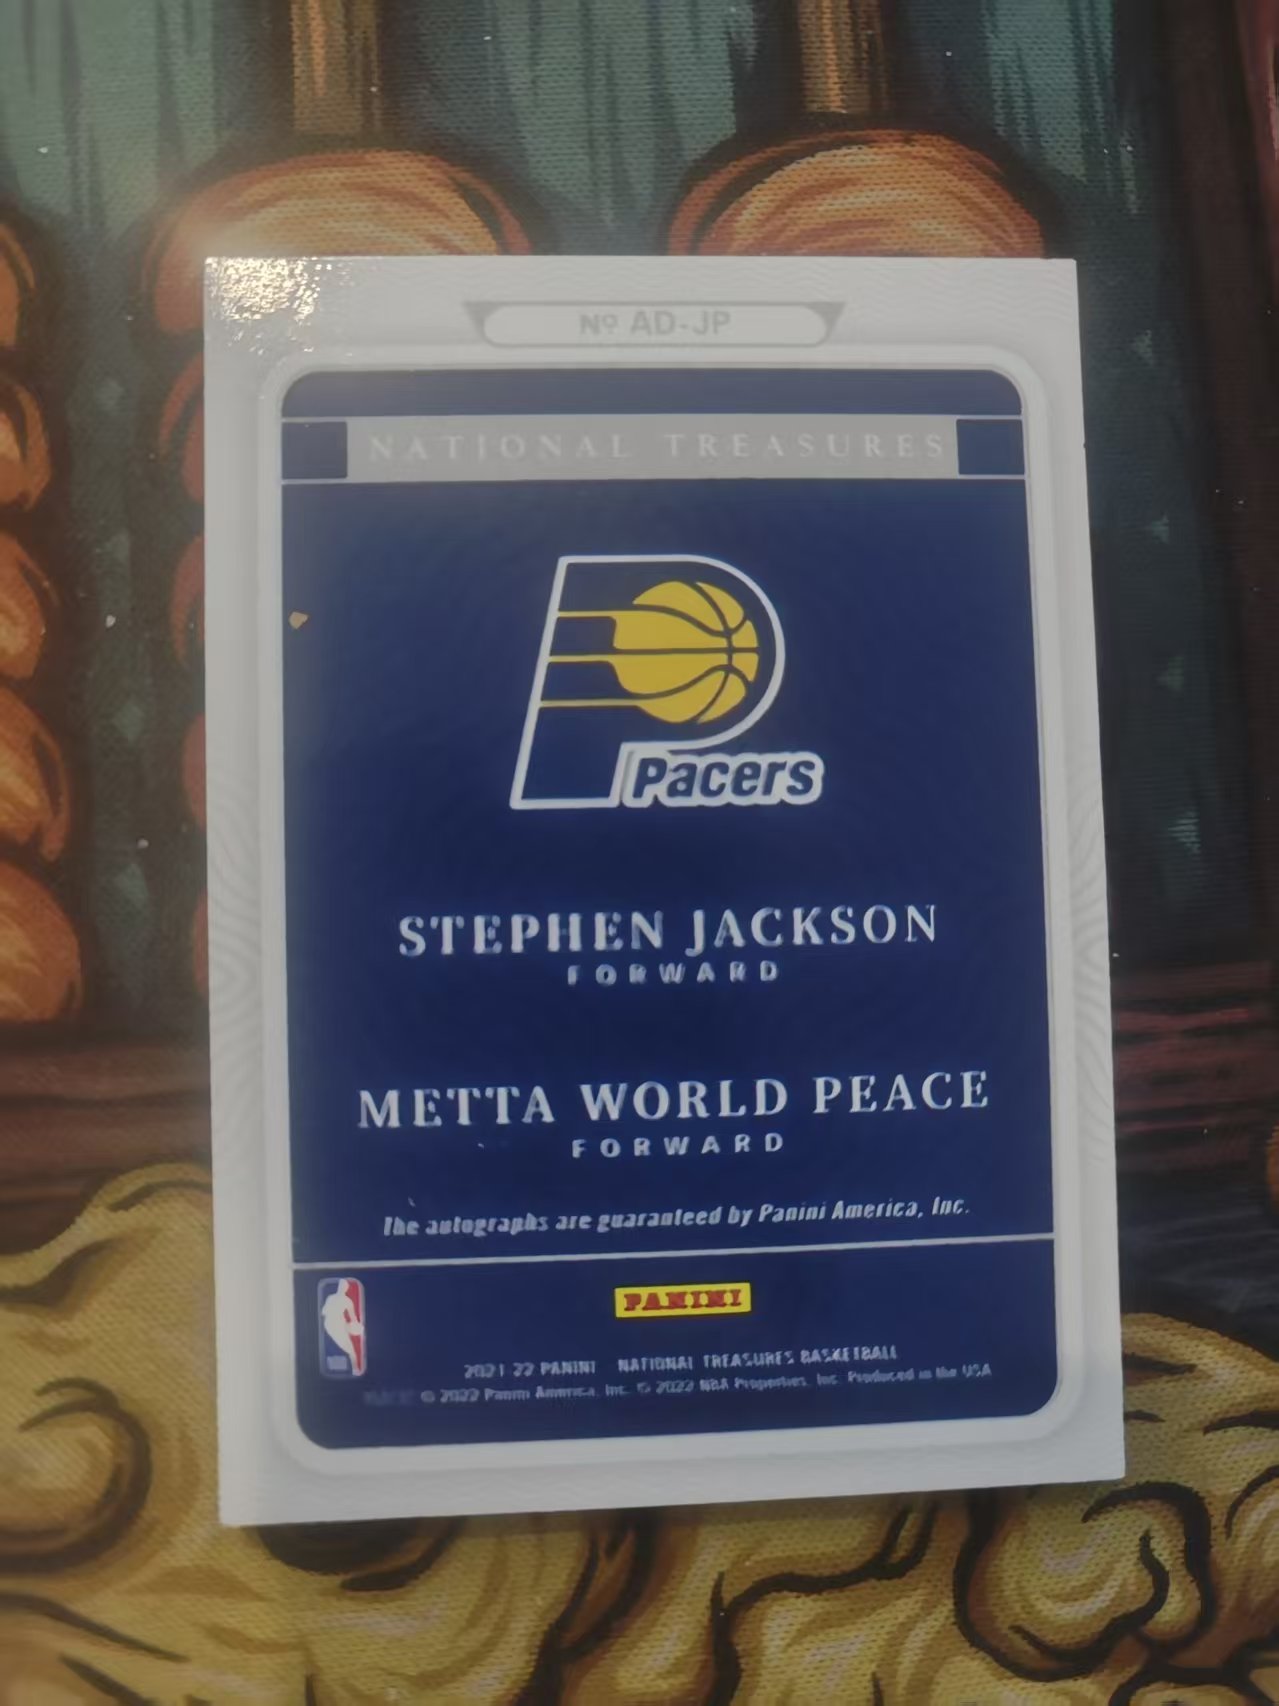 Nº AD-JP
NATIONAL TREASURES
Pacers
STEPHEN JACKSON
FORWARD
METTA WORLD PEACE
FORWARD
The autographs are guaranteed by Panini America, Inc.
PANINI
2021-22 PANINI NATIONAL TREASURES BASKETBALL
© 2022 Panini America, Inc. © 2022 NBA Properties, Inc. Produced in the USA